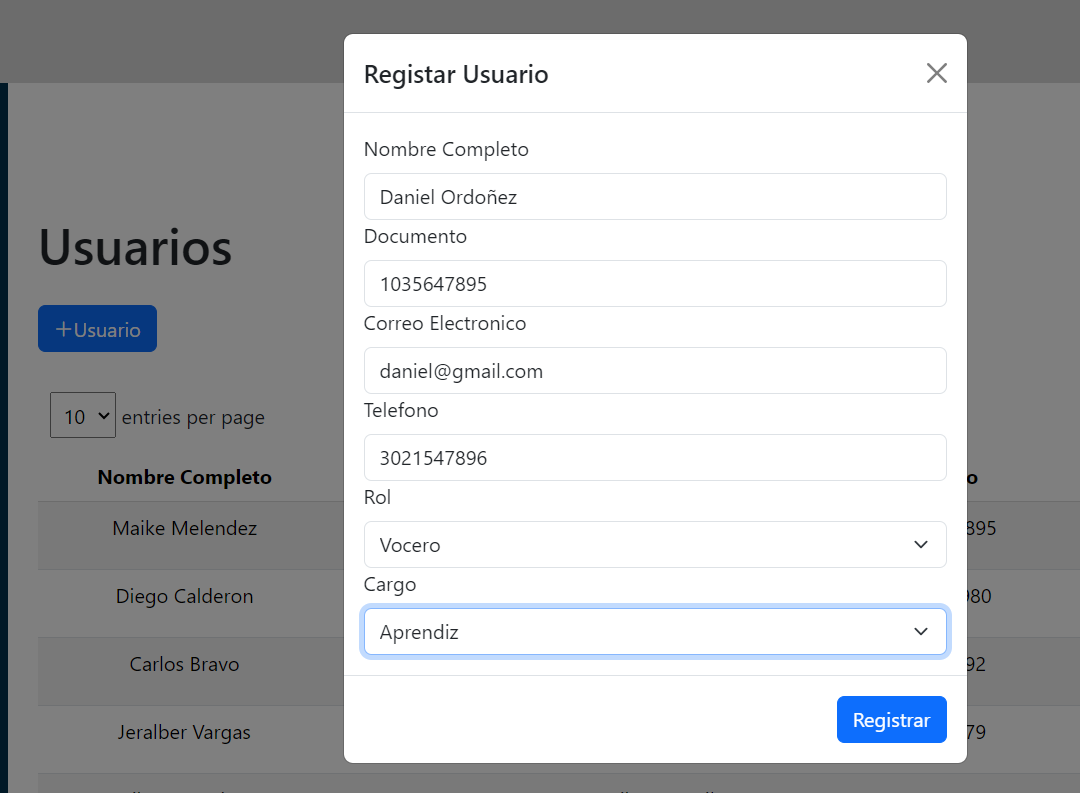 Registar Usuario
Nombre Completo
Daniel Ordoñez
Documento
1035647895
Correo Electronico
daniel@gmail.com
Telefono
3021547896
Rol
Vocero
Cargo
Aprendiz
Registrar
Usuarios
+Usuario
10 entries per page
Nombre Completo o
Maike Melendez 895
Diego Calderon 980
Carlos Bravo 92
Jeralber Vargas 79